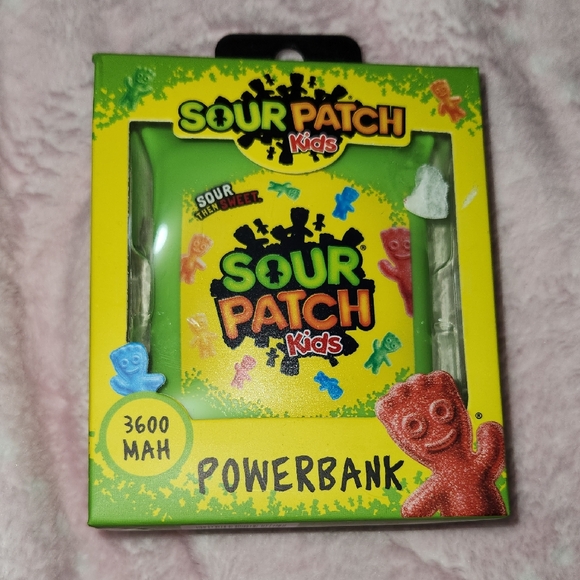 SOUR PATCH
Kids
SOUR
THEN SWEET.
SOUR
PATCH
Kids
3600
MAH
POWERBANK